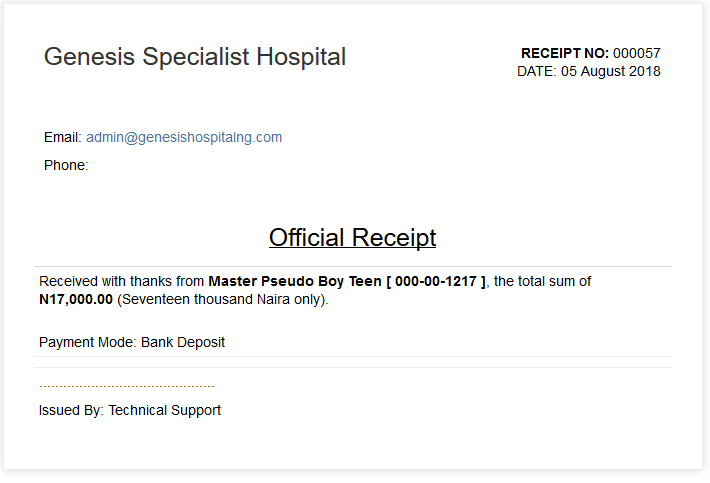 Genesis Specialist Hospital
RECEIPT NO: 000057
DATE: 05 August 2018
Email: admin@genesishospitalng.com
Phone:
Official Receipt
Received with thanks from Master Pseudo Boy Teen [ 000-00-1217 ], the total sum of
N17,000.00 (Seventeen thousand Naira only).
Payment Mode: Bank Deposit
............................................
Issued By: Technical Support